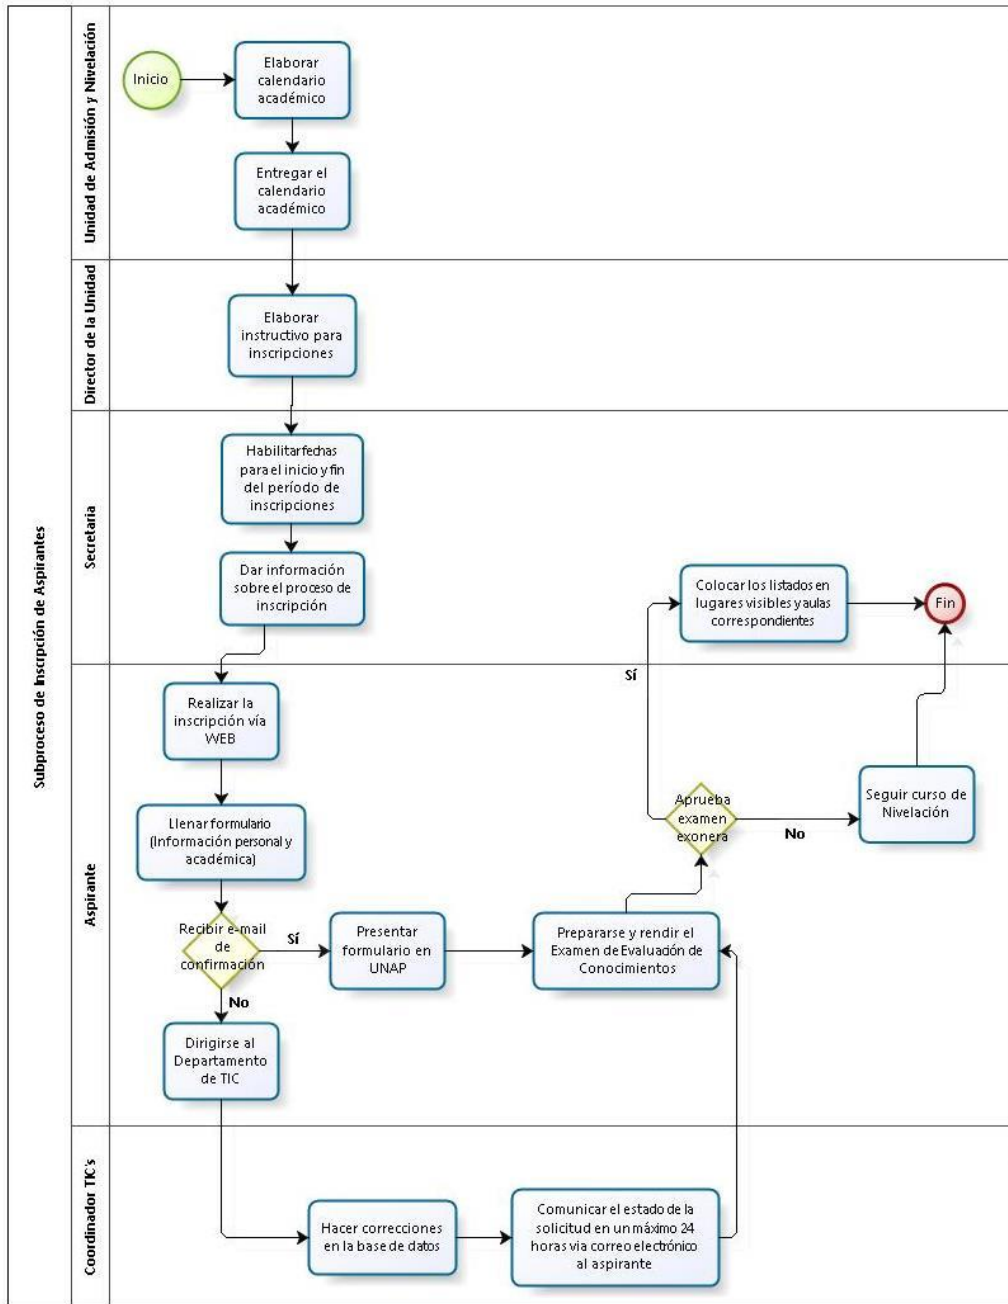 Subproceso de Inscrpción de Aspirantes
Unidad de Admisión y Nivelación
Inicio
Elaborar
calendario
académico
Entregar el
calendario
académico
Director de la Unidad
Elaborar
instructivo para
inscripciones
Secretaria
Habilitar fechas
para el inicio y fin
del período de
inscripciones
Dar información
sobre el proceso de
inscripción
Colocar los listados en
lugares visibles y aulas
correspondientes
Fin
Sí
Aspirante
Realizar la
inscripción vía
WEB
Llenar formulario
(Información personal y
académica)
Recibir e-mail
de
confirmación
Sí
No
Presentar
formulario en
UNAP
Prepararse y rendir el
Examen de Evaluación de
Conocimientos
Aprueba
examen
exonera
No
Seguir curso de
Nivelación
Dirigirse al
Departamento
de TIC
Coordinador TIC's
Hacer correcciones
en la base de datos
Comunicar el estado de la
solicitud en un máximo 24
horas via correo electrónico
al aspirante